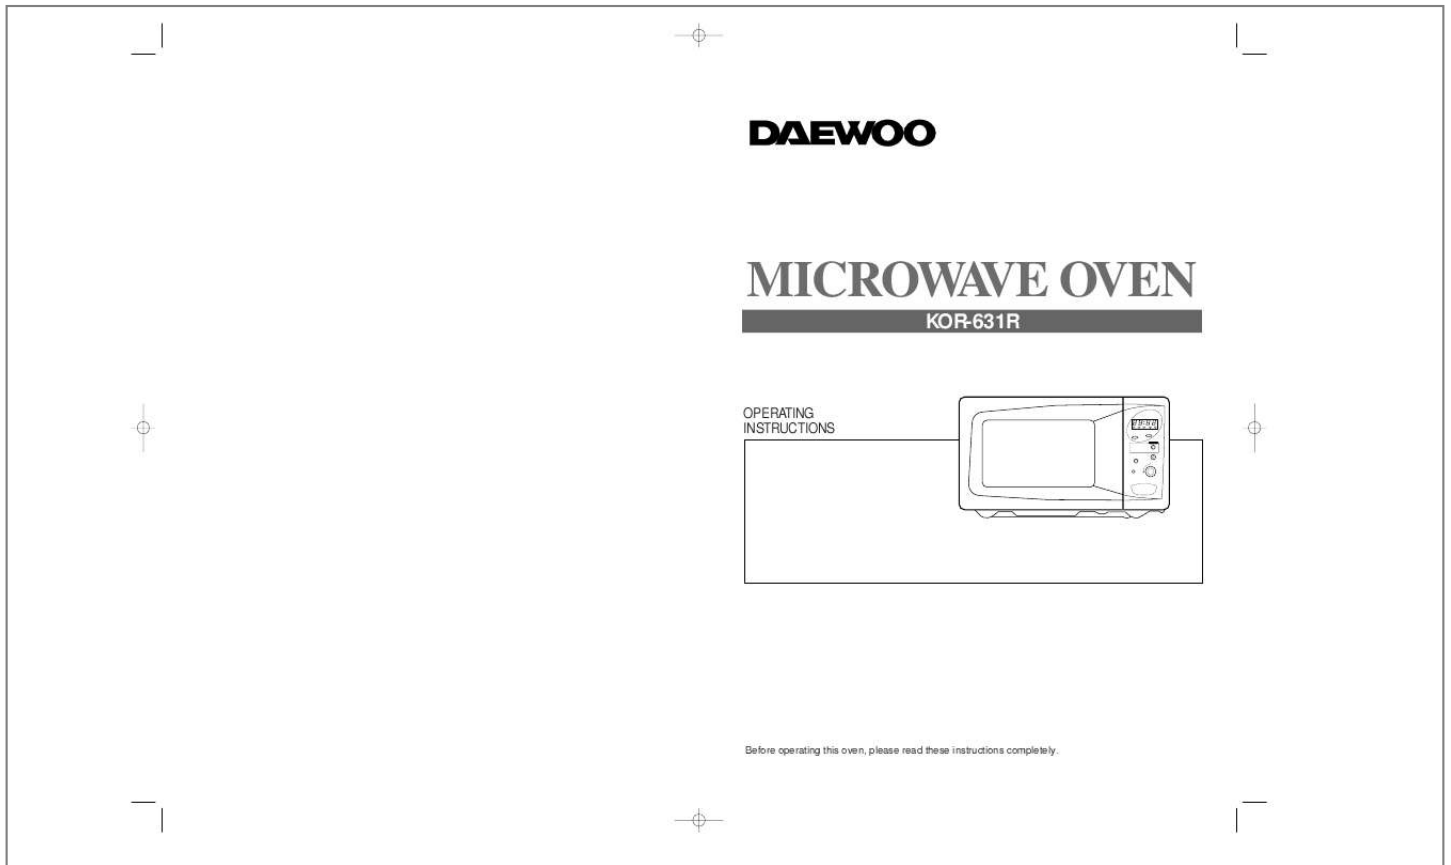 DAEWOO
MICROWAVE OVEN
KOR-631R
OPERATING
INSTRUCTIONS
Before operating this oven, please read these instructions completely.